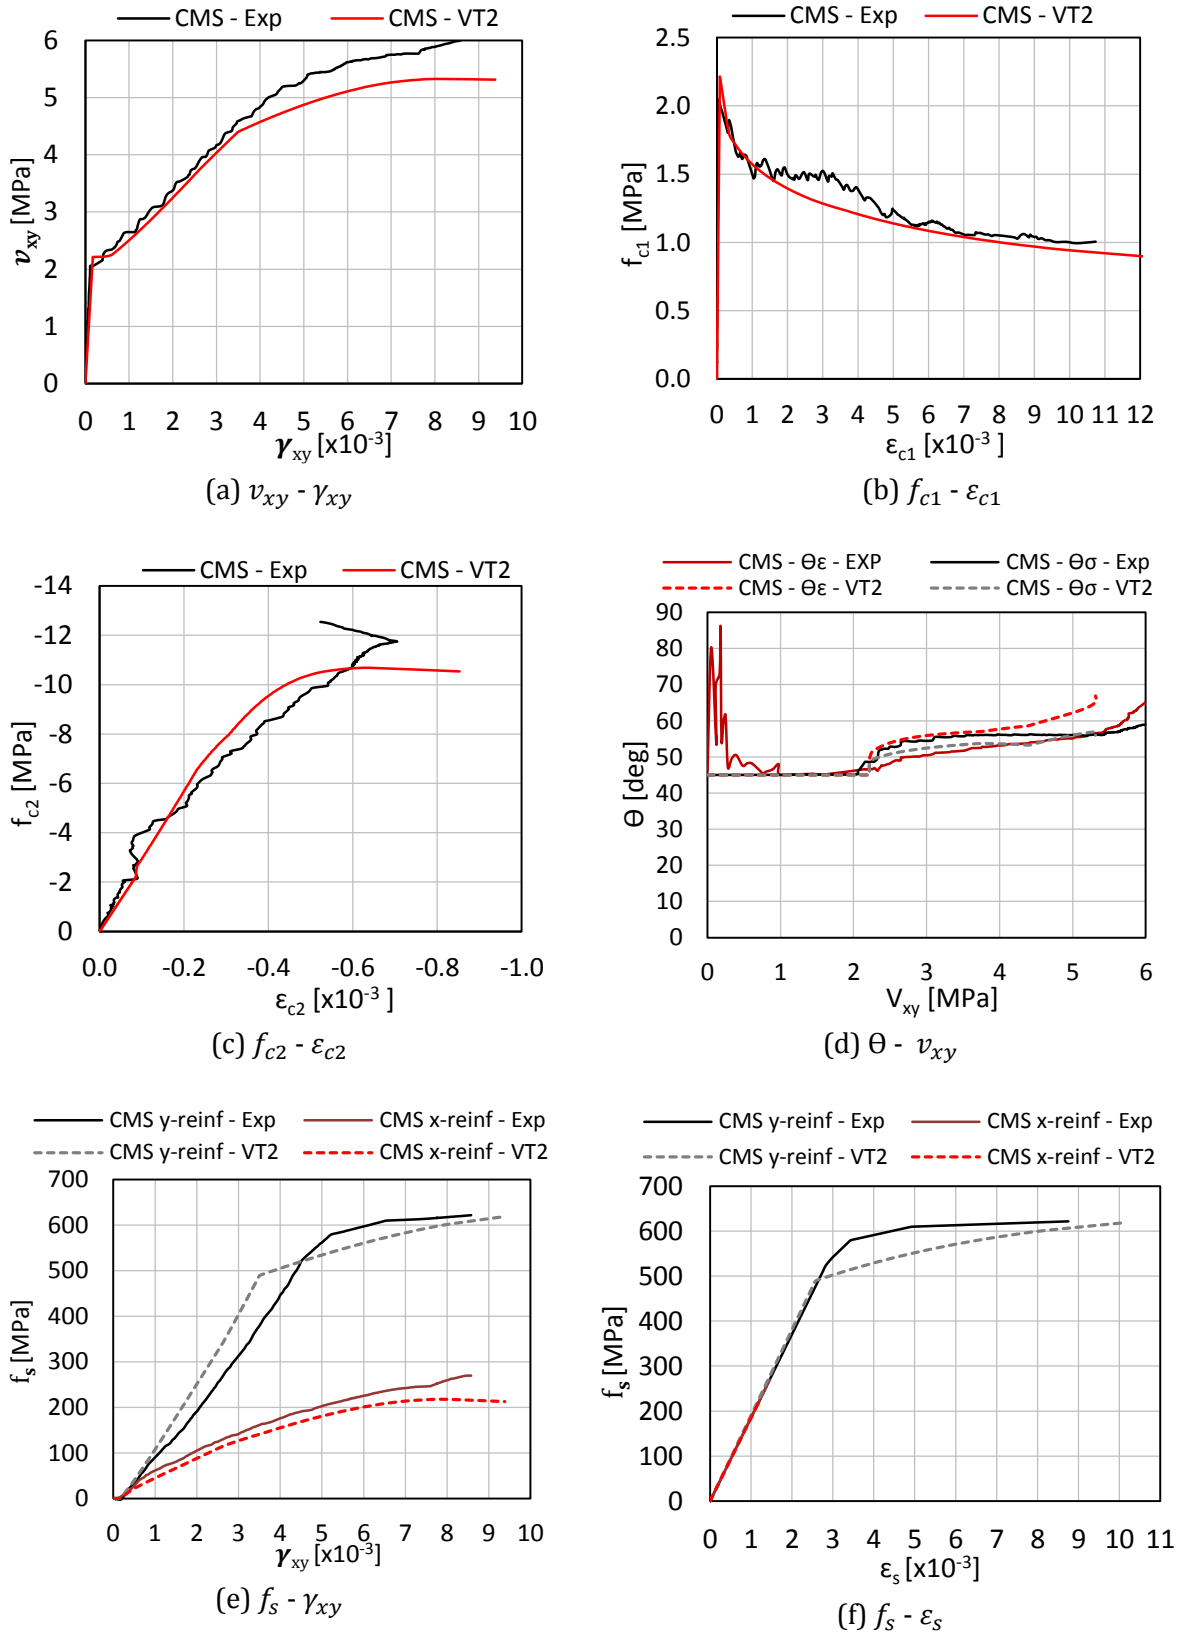 CMS - Exp CMS - VT2
6
5
4
3
2
1
0
v_xy [MPa]
0 1 2 3 4 5 6 7 8 9 10
γ_xy [x10⁻³]
(a) v_xy - γ_xy
CMS - Exp CMS - VT2
2.5
2.0
1.5
1.0
0.5
0.0
f_c1 [MPa]
0 1 2 3 4 5 6 7 8 9 10 11 12
ε_c1 [x10⁻³]
(b) f_c1 - ε_c1
CMS - Exp CMS - VT2
-14
-12
-10
-8
-6
-4
-2
0
f_c2 [MPa]
0.0 -0.2 -0.4 -0.6 -0.8 -1.0
ε_c2 [x10⁻³]
(c) f_c2 - ε_c2
CMS - Θε - EXP CMS - Θσ - Exp
CMS - Θε - VT2 CMS - Θσ - VT2
90
80
70
60
50
40
30
20
10
0
Θ [deg]
0 1 2 3 4 5 6
V_xy [MPa]
(d) Θ - v_xy
CMS y-reinf - Exp CMS x-reinf - Exp
CMS y-reinf - VT2 CMS x-reinf - VT2
700
600
500
400
300
200
100
0
f_s [MPa]
0 1 2 3 4 5 6 7 8 9 10
γ_xy [x10⁻³]
(e) f_s - γ_xy
CMS y-reinf - Exp CMS x-reinf - Exp
CMS y-reinf - VT2 CMS x-reinf - VT2
700
600
500
400
300
200
100
0
f_s [MPa]
0 1 2 3 4 5 6 7 8 9 10 11
ε_s [x10⁻³]
(f) f_s - ε_s